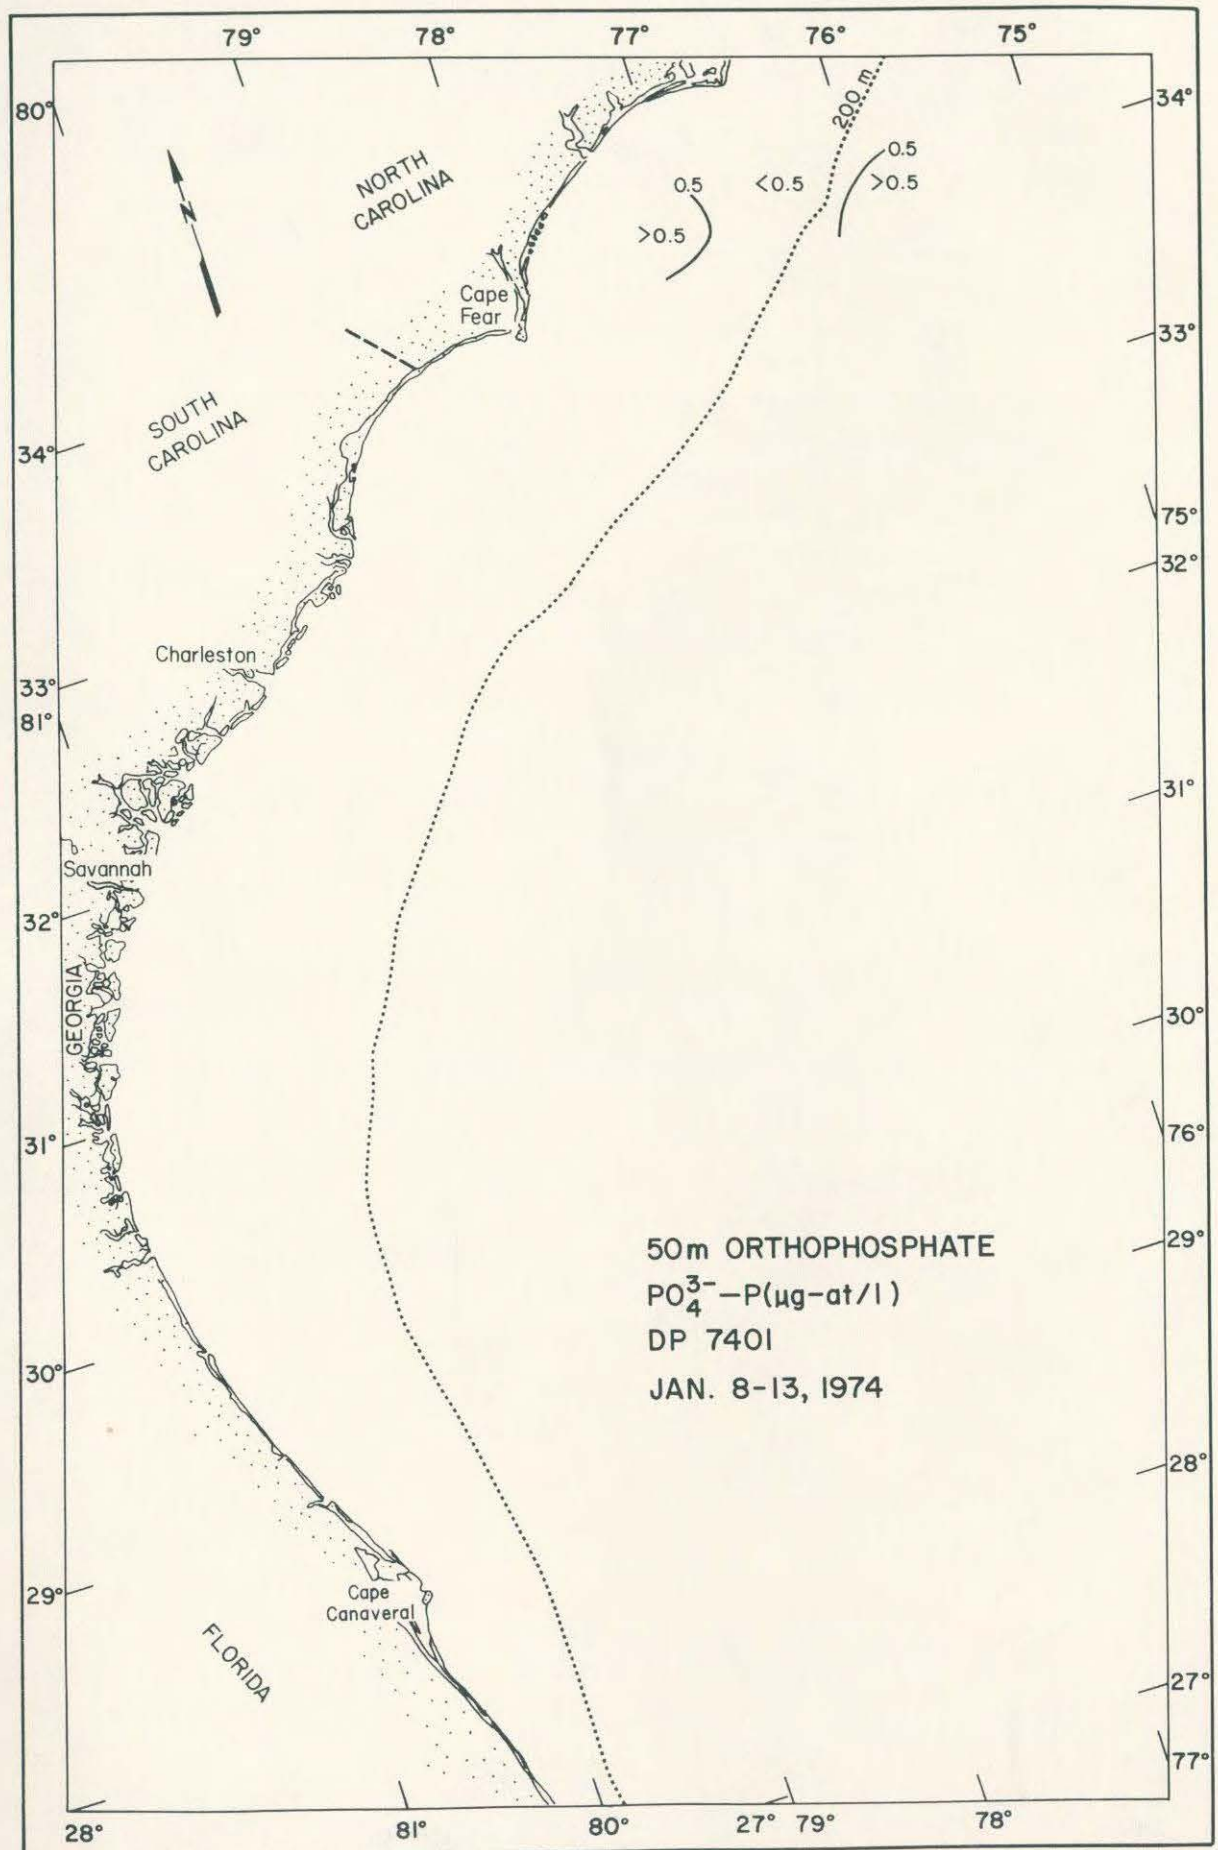 79° 78° 77° 76° 75°
80°
34°
200 m
0.5
0.5 <0.5 >0.5
>0.5
N
NORTH
CAROLINA
Cape
Fear
33°
SOUTH
CAROLINA
34°
75°
32°
Charleston
33°
81°
31°
Savannah
32°
GEORGIA
30°
31°
76°
29°
50m ORTHOPHOSPHATE
PO₄³⁻–P(µg-at/l)
DP 7401
JAN. 8-13, 1974
30°
28°
29°
Cape
Canaveral
FLORIDA
27°
77°
28° 81° 80° 27° 79° 78°